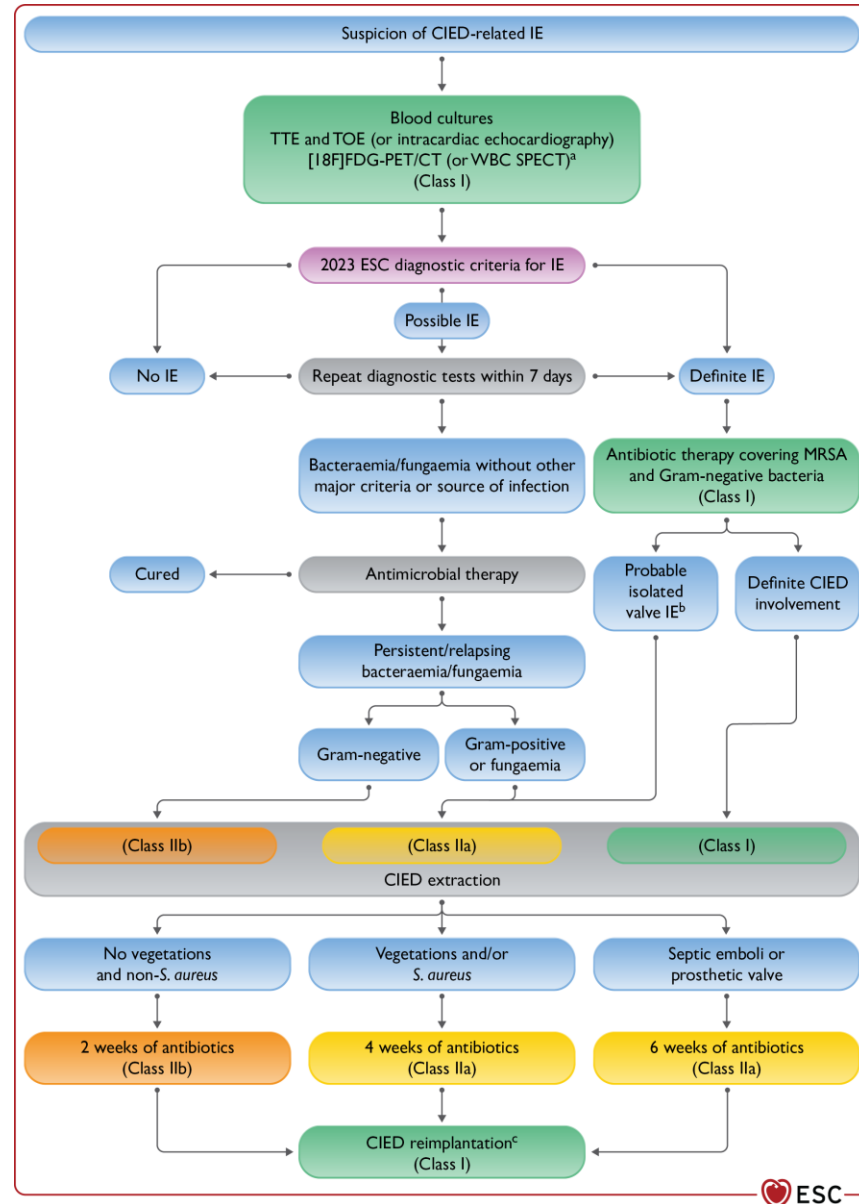 Suspicion of CIED-related IE
Blood cultures
TTE and TOE (or intracardiac echocardiography)
[18F]FDG-PET/CT (or WBC SPECT)ᵃ
(Class I)
2023 ESC diagnostic criteria for IE
Possible IE
No IE
Repeat diagnostic tests within 7 days
Definite IE
Bacteraemia/fungaemia without other
major criteria or source of infection
Antibiotic therapy covering MRSA
and Gram-negative bacteria
(Class I)
Cured
Antimicrobial therapy
Probable
isolated
valve IEᵇ
Definite CIED
involvement
Persistent/relapsing
bacteraemia/fungaemia
Gram-negative
Gram-positive
or fungaemia
(Class IIb)
(Class IIa)
(Class I)
CIED extraction
No vegetations
and non-S. aureus
Vegetations and/or
S. aureus
Septic emboli or
prosthetic valve
2 weeks of antibiotics
(Class IIb)
4 weeks of antibiotics
(Class IIa)
6 weeks of antibiotics
(Class IIa)
CIED reimplantationᶜ
(Class I)
ESC